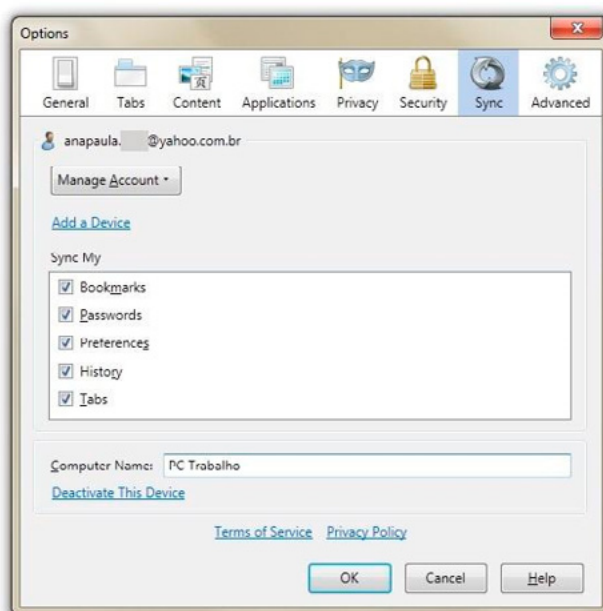 Options
General Tabs Content Applications Privacy Security Sync Advanced
anapaula. @yahoo.com.br
Manage Account
Add a Device
Sync My
Bookmarks
Passwords
Preferences
History
Tabs
Computer Name: PC Trabalho
Deactivate This Device
Terms of Service Privacy Policy
OK Cancel Help